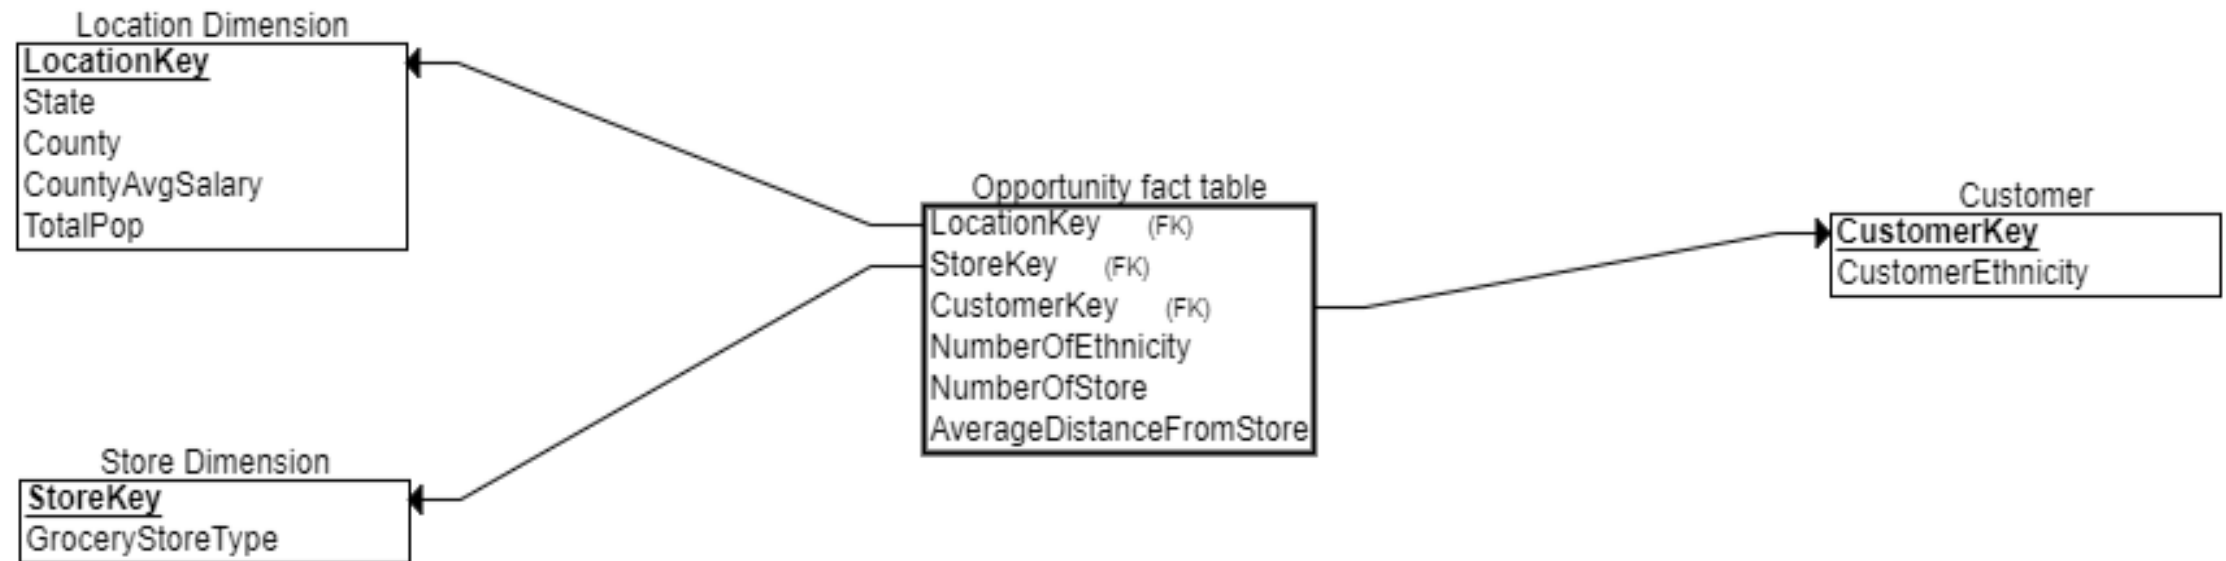 Location Dimension
LocationKey
State
County
CountyAvgSalary
TotalPop
Opportunity fact table
LocationKey (FK)
StoreKey (FK)
CustomerKey (FK)
NumberOfEthnicity
NumberOfStore
AverageDistanceFromStore
Customer
CustomerKey
CustomerEthnicity
Store Dimension
StoreKey
GroceryStoreType